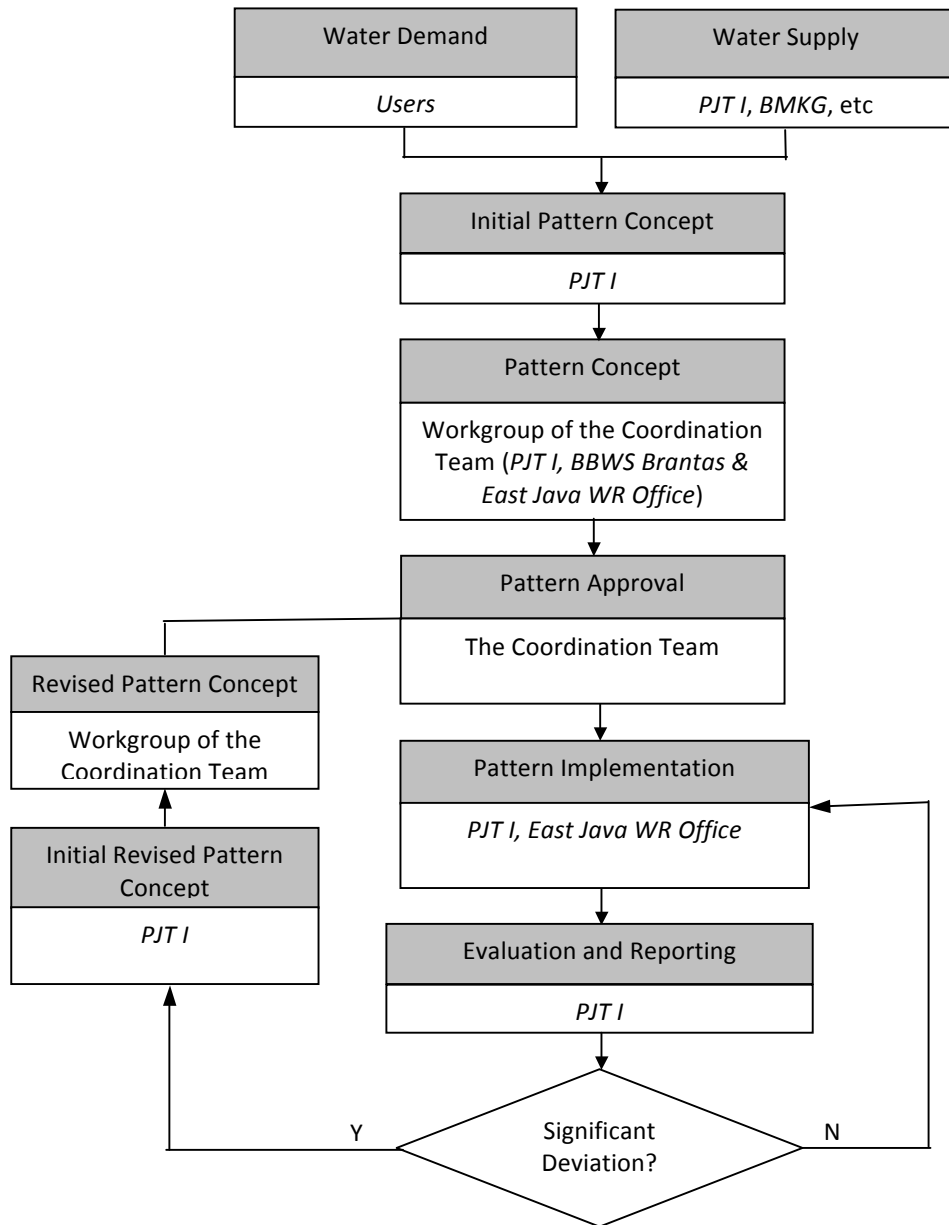 Water Demand
Users
Water Supply
PJT I, BMKG, etc
Initial Pattern Concept
PJT I
Pattern Concept
Workgroup of the Coordination
Team (PJT I, BBWS Brantas &
East Java WR Office)
Pattern Approval
The Coordination Team
Revised Pattern Concept
Workgroup of the
Coordination Team
Pattern Implementation
PJT I, East Java WR Office
Initial Revised Pattern
Concept
PJT I
Evaluation and Reporting
PJT I
Significant
Deviation?
Y
N